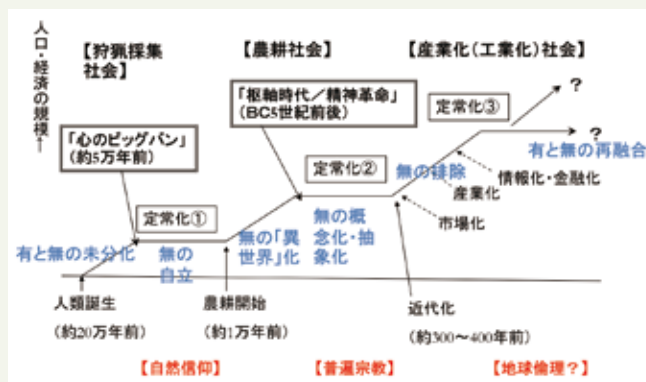 人口・経済の規模→
【狩猟採集
社会】
【農耕社会】
【産業化(工業化)社会】
「心のビッグバン」
(約5万年前)
「枢軸時代/精神革命」
(BC5世紀前後)
定常化③
?
?
定常化①
定常化②
無の排除
有と無の再融合
情報化・金融化
産業化
市場化
有と無の未分化
無の
自立
無の「異
世界」化
無の概
念化・抽
象化
人類誕生
(約20万年前)
農耕開始
(約1万年前)
近代化
(約300~400年前)
【自然信仰】
【普遍宗教】
【地球倫理?】